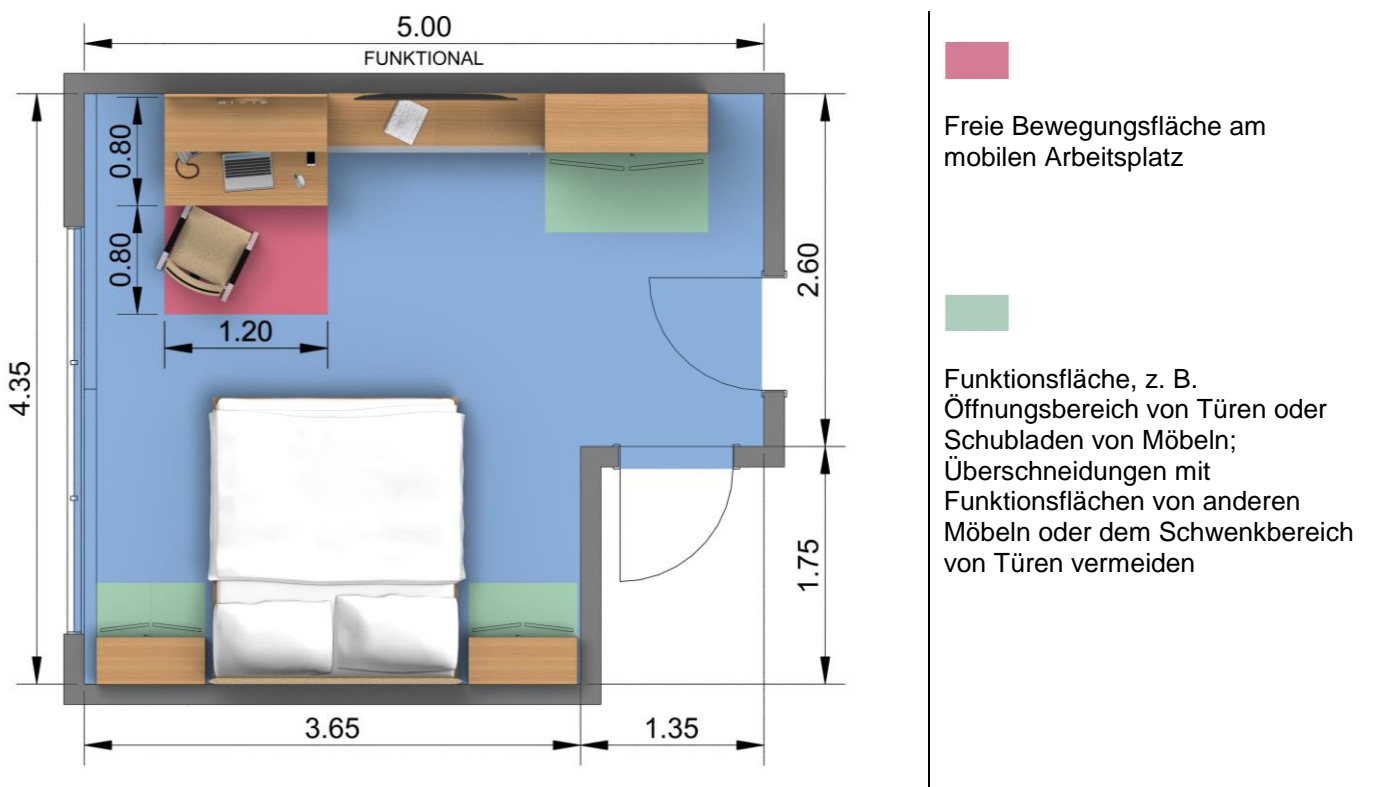 5.00
FUNKTIONAL
0.80
0.80
1.20
2.60
4.35
1.75
3.65
1.35
Freie Bewegungsfläche am
mobilen Arbeitsplatz
Funktionsfläche, z. B.
Öffnungsbereich von Türen oder
Schubladen von Möbeln;
Überschneidungen mit
Funktionsflächen von anderen
Möbeln oder dem Schwenkbereich
von Türen vermeiden